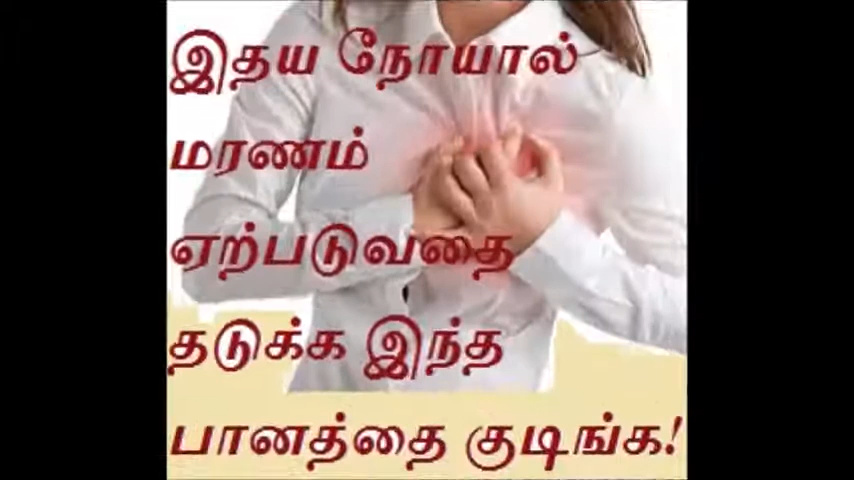 இதய நோயால்
மரணம்
ஏற்படுவதை
தடுக்க இந்த
பானத்தை குடிங்க!